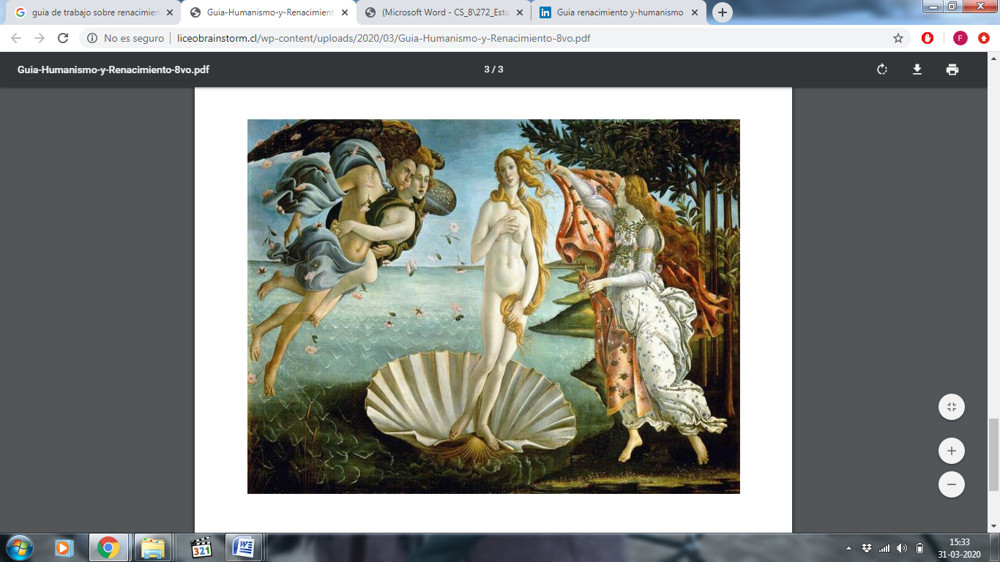 guia de trabajo sobre renacimien
Guia-Humanismo-y-Renacimient
(Microsoft Word - CS_8\272_Estu
Guia renacimiento y-humanismo
No es seguro
liceobrainstorm.cl/wp-content/uploads/2020/03/Guia-Humanismo-y-Renacimiento-8vo.pdf
F
Guia-Humanismo-y-Renacimiento-8vo.pdf
3 / 3
321
15:33
31-03-2020